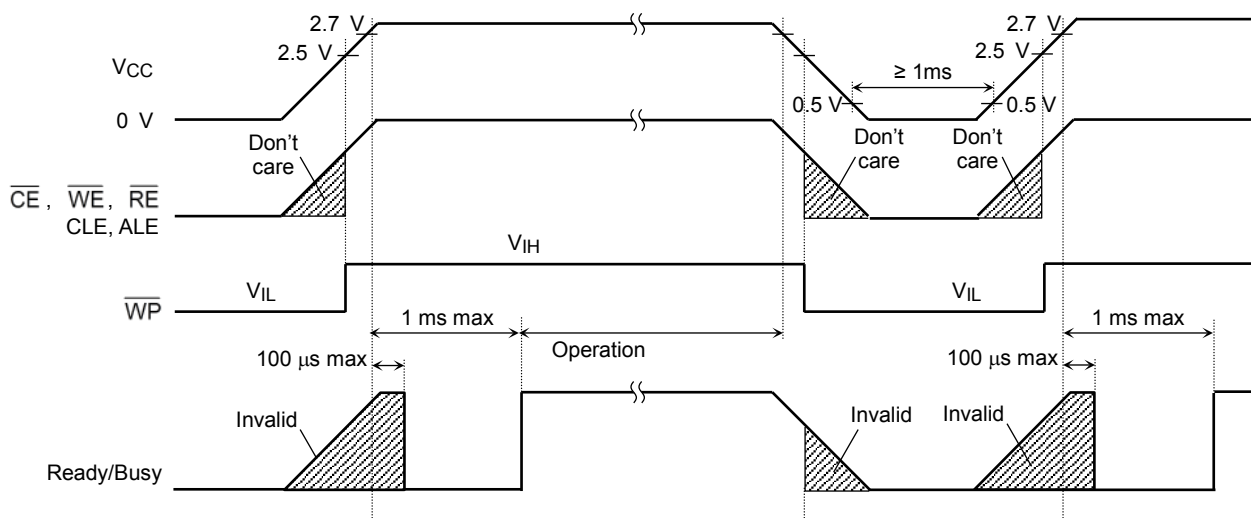 2.7 V
2.7 V
2.5 V
2.5 V
VCC
≥ 1ms
0.5 V
0.5 V
0 V
Don't
care
Don't
care
Don't
care
CE , WE, RE
CLE, ALE
VIH
VIL
VIL
WP
1 ms max
1 ms max
Operation
100 μs max
100 μs max
Invalid
Invalid
Invalid
Ready/Busy